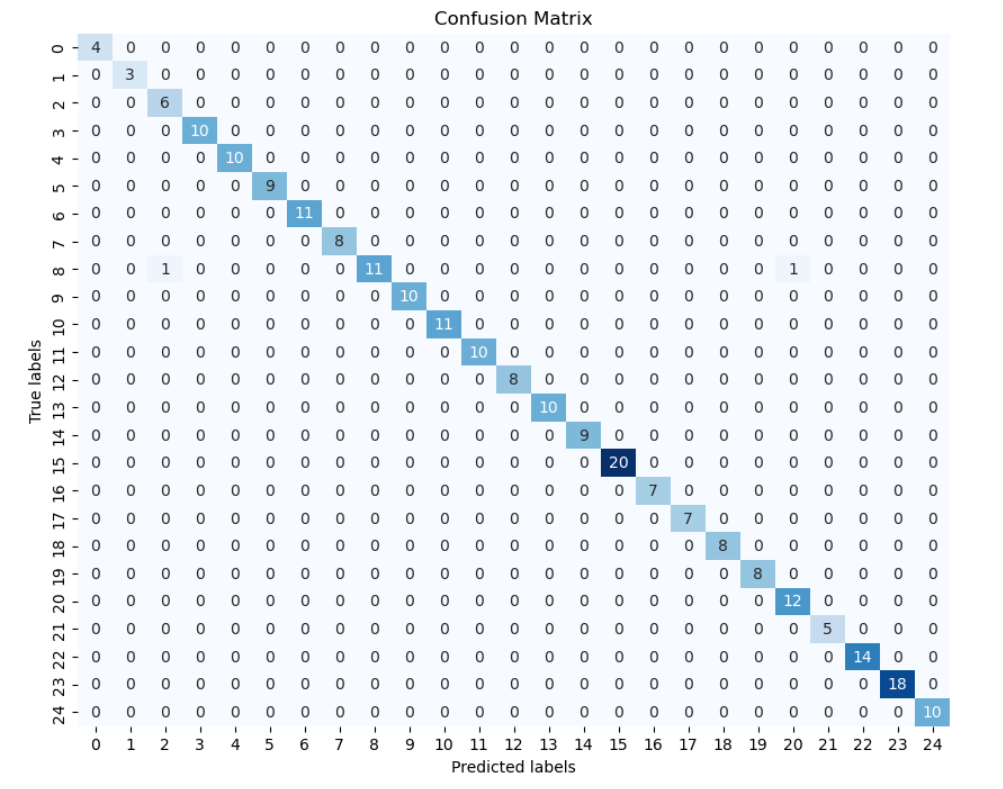 Confusion Matrix
0 4 0 0 0 0 0 0 0 0 0 0 0 0 0 0 0 0 0 0 0 0 0 0 0 0
1 0 3 0 0 0 0 0 0 0 0 0 0 0 0 0 0 0 0 0 0 0 0 0 0 0
2 0 0 6 0 0 0 0 0 0 0 0 0 0 0 0 0 0 0 0 0 0 0 0 0 0
3 0 0 0 10 0 0 0 0 0 0 0 0 0 0 0 0 0 0 0 0 0 0 0 0 0
4 0 0 0 0 10 0 0 0 0 0 0 0 0 0 0 0 0 0 0 0 0 0 0 0 0
5 0 0 0 0 0 9 0 0 0 0 0 0 0 0 0 0 0 0 0 0 0 0 0 0 0
6 0 0 0 0 0 0 11 0 0 0 0 0 0 0 0 0 0 0 0 0 0 0 0 0 0
7 0 0 0 0 0 0 0 8 0 0 0 0 0 0 0 0 0 0 0 0 0 0 0 0 0
8 0 0 1 0 0 0 0 0 11 0 0 0 0 0 0 0 0 0 0 0 1 0 0 0 0
9 0 0 0 0 0 0 0 0 0 10 0 0 0 0 0 0 0 0 0 0 0 0 0 0 0
10 0 0 0 0 0 0 0 0 0 0 11 0 0 0 0 0 0 0 0 0 0 0 0 0 0
11 0 0 0 0 0 0 0 0 0 0 0 10 0 0 0 0 0 0 0 0 0 0 0 0 0
12 0 0 0 0 0 0 0 0 0 0 0 0 8 0 0 0 0 0 0 0 0 0 0 0 0
13 0 0 0 0 0 0 0 0 0 0 0 0 0 10 0 0 0 0 0 0 0 0 0 0 0
14 0 0 0 0 0 0 0 0 0 0 0 0 0 0 9 0 0 0 0 0 0 0 0 0 0
15 0 0 0 0 0 0 0 0 0 0 0 0 0 0 0 20 0 0 0 0 0 0 0 0 0
16 0 0 0 0 0 0 0 0 0 0 0 0 0 0 0 0 7 0 0 0 0 0 0 0 0
17 0 0 0 0 0 0 0 0 0 0 0 0 0 0 0 0 0 7 0 0 0 0 0 0 0
18 0 0 0 0 0 0 0 0 0 0 0 0 0 0 0 0 0 0 8 0 0 0 0 0 0
19 0 0 0 0 0 0 0 0 0 0 0 0 0 0 0 0 0 0 0 8 0 0 0 0 0
20 0 0 0 0 0 0 0 0 0 0 0 0 0 0 0 0 0 0 0 0 12 0 0 0 0
21 0 0 0 0 0 0 0 0 0 0 0 0 0 0 0 0 0 0 0 0 0 5 0 0 0
22 0 0 0 0 0 0 0 0 0 0 0 0 0 0 0 0 0 0 0 0 0 0 14 0 0
23 0 0 0 0 0 0 0 0 0 0 0 0 0 0 0 0 0 0 0 0 0 0 0 18 0
24 0 0 0 0 0 0 0 0 0 0 0 0 0 0 0 0 0 0 0 0 0 0 0 0 10
0 1 2 3 4 5 6 7 8 9 10 11 12 13 14 15 16 17 18 19 20 21 22 23 24
Predicted labels
True labels